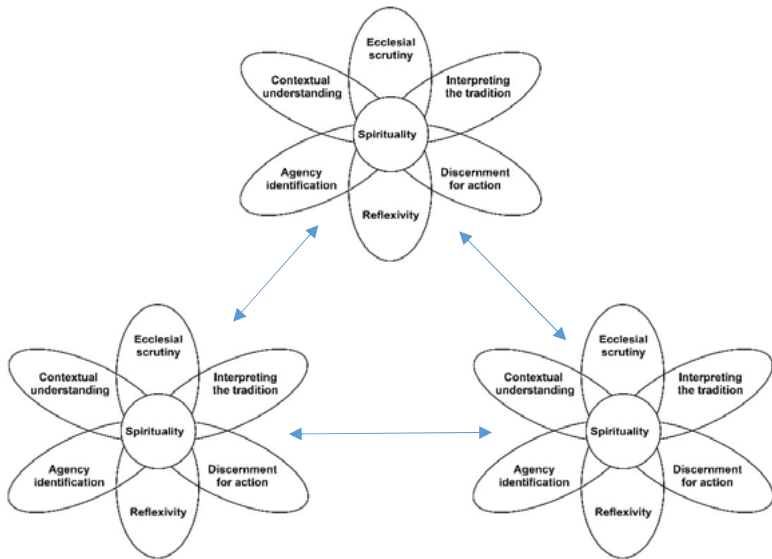 Ecclesial
scrutiny
Contextual
understanding
Interpreting
the tradition
Spirituality
Agency
identification
Discernment
for action
Reflexivity
Ecclesial
scrutiny
Contextual
understanding
Interpreting
the tradition
Spirituality
Agency
identification
Discernment
for action
Reflexivity
Ecclesial
scrutiny
Contextual
understanding
Interpreting
the tradition
Spirituality
Agency
identification
Discernment
for action
Reflexivity